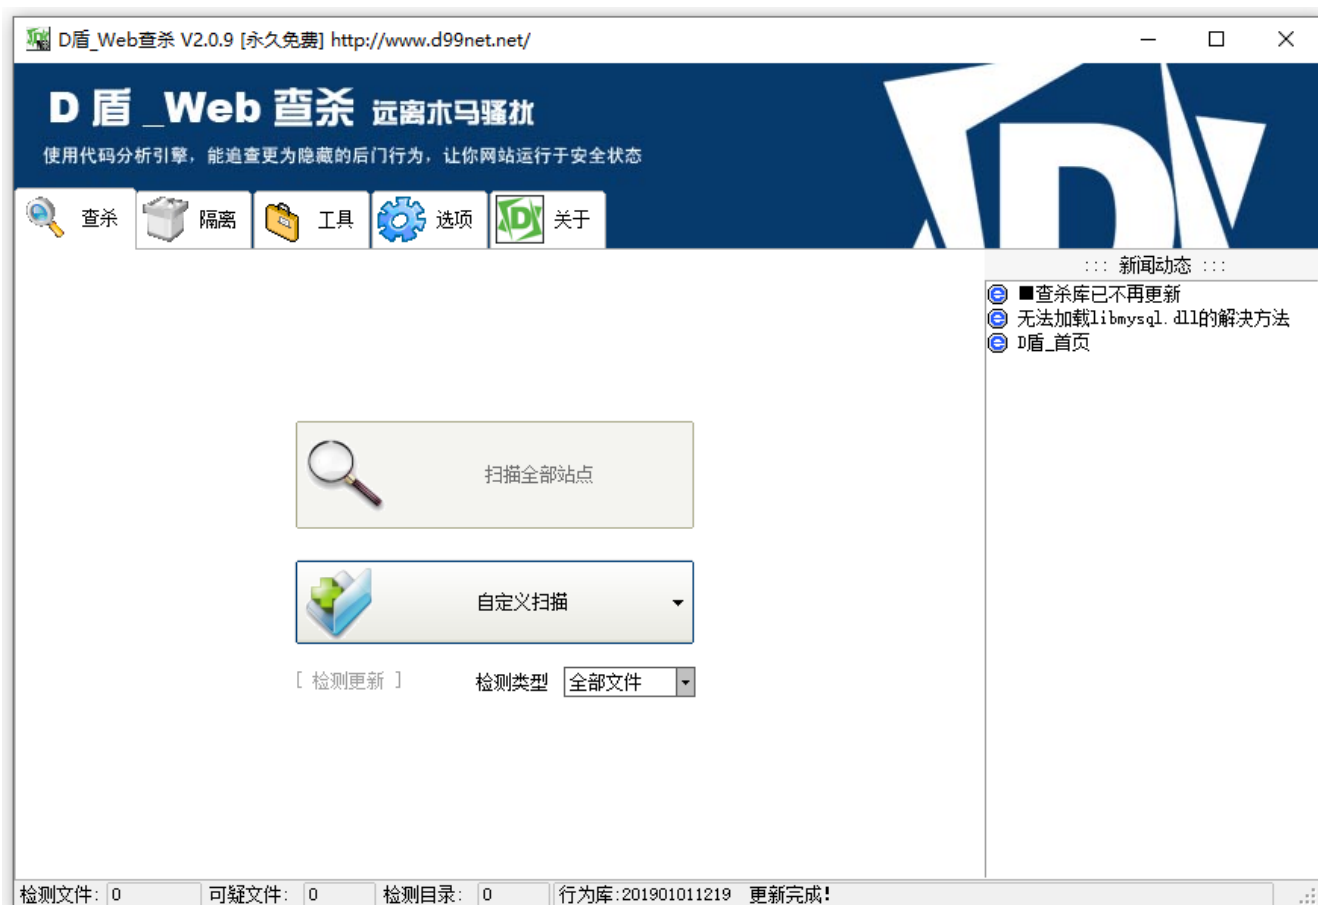 D盾_Web查杀 V2.0.9 [永久免费] http://www.d99net.net/
D 盾 _Web 查杀 远离木马骚扰
使用代码分析引擎，能追查更为隐藏的后门行为，让你网站运行于安全状态
查杀 隔离 工具 选项 关于
::: 新闻动态 :::
■查杀库已不再更新
无法加载libmysql.dll的解决方法
D盾_首页
扫描全部站点
自定义扫描
[ 检测更新 ] 检测类型 全部文件
检测文件: 0 可疑文件: 0 检测目录: 0 行为库:201901011219 更新完成!